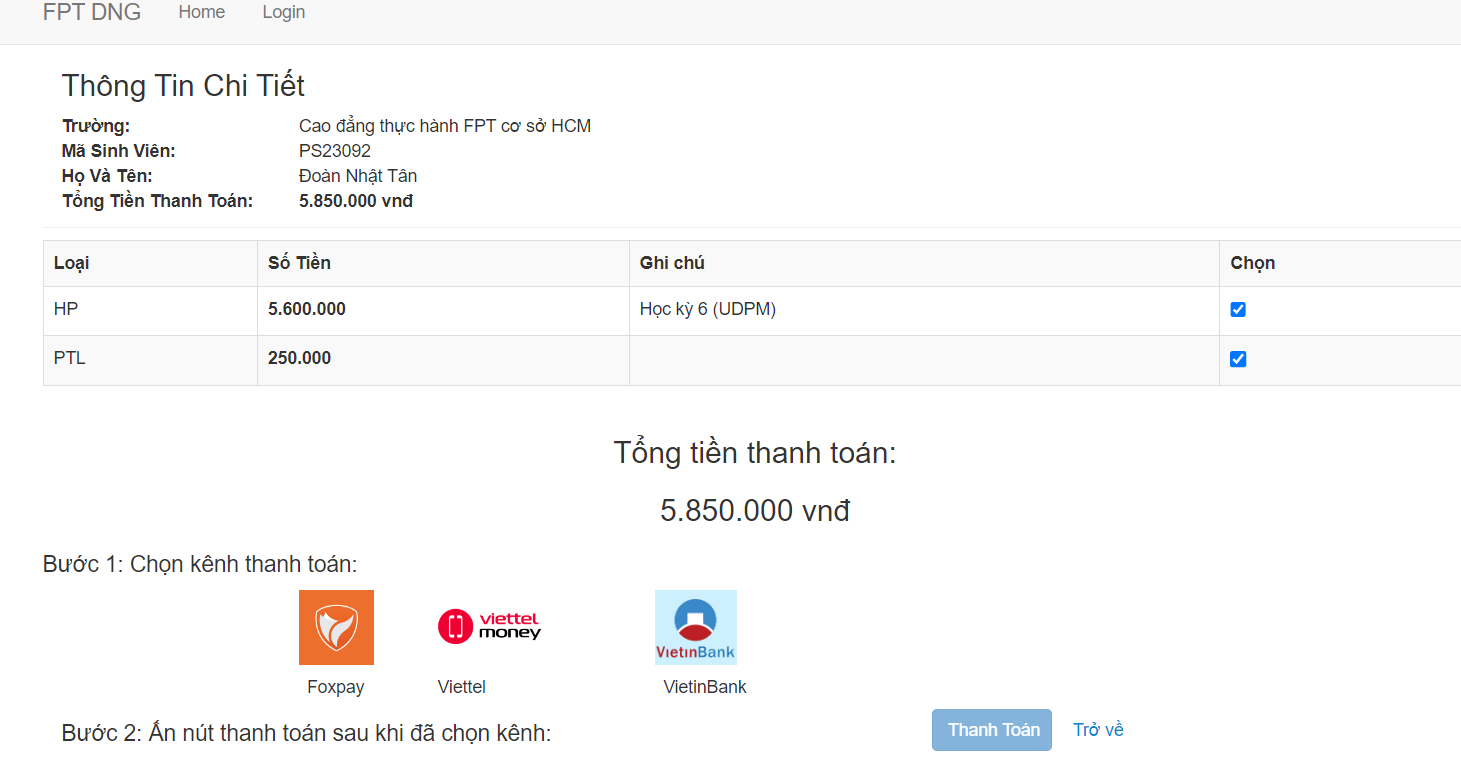 FPT DNG Home Login
Thông Tin Chi Tiết
Trường: Cao đẳng thực hành FPT cơ sở HCM
Mã Sinh Viên: PS23092
Họ Và Tên: Đoàn Nhật Tân
Tổng Tiền Thanh Toán: 5.850.000 vnđ
Loại Số Tiền Ghi chú Chọn
HP 5.600.000 Học kỳ 6 (UDPM)
PTL 250.000
Tổng tiền thanh toán:
5.850.000 vnđ
Bước 1: Chọn kênh thanh toán:
viettel
money
VietinBank
Foxpay Viettel VietinBank
Bước 2: Ấn nút thanh toán sau khi đã chọn kênh: Thanh Toán Trở về